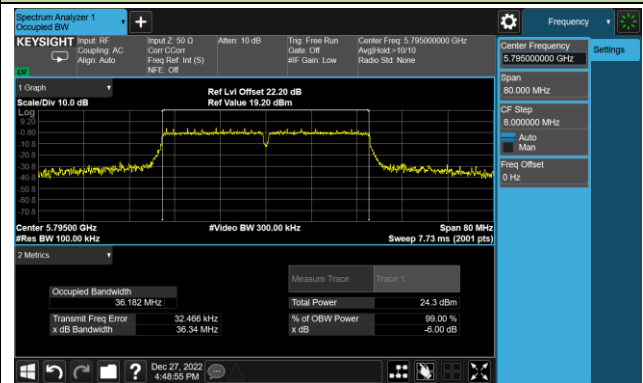 Spectrum Analyzer 1
Occupied BW
Frequency
KEYSIGHT
Input: RF
Coupling: AC
Align: Auto
Input Z: 50 Ω
Corr CCorr
Freq Ref: Int (S)
NFE: Off
Atten: 10 dB
Trig: Free Run
Gate: Off
#IF Gain: Low
Center Freq: 5.795000000 GHz
Avg|Hold:>10/10
Radio Std: None
LW
Center Frequency
5.795000000 GHz
Settings
Span
80.000 MHz
CF Step
8.000000 MHz
Auto
Man
Freq Offset
0 Hz
1 Graph
Scale/Div 10.0 dB
Ref Lvl Offset 22.20 dB
Ref Value 19.20 dBm
Log
9.20
-0.80
-10.8
-20.8
-30.8
-40.8
-50.8
-60.8
-70.8
Center 5.79500 GHz
#Video BW 300.00 kHz
Span 80 MHz
#Res BW 100.00 kHz
Sweep 7.73 ms (2001 pts)
2 Metrics
Measure Trace
Trace 1
Occupied Bandwidth
36.182 MHz
Total Power
24.3 dBm
Transmit Freq Error
32.466 kHz
% of OBW Power
99.00 %
x dB Bandwidth
36.34 MHz
x dB
-6.00 dB
Dec 27, 2022
4:48:55 PM